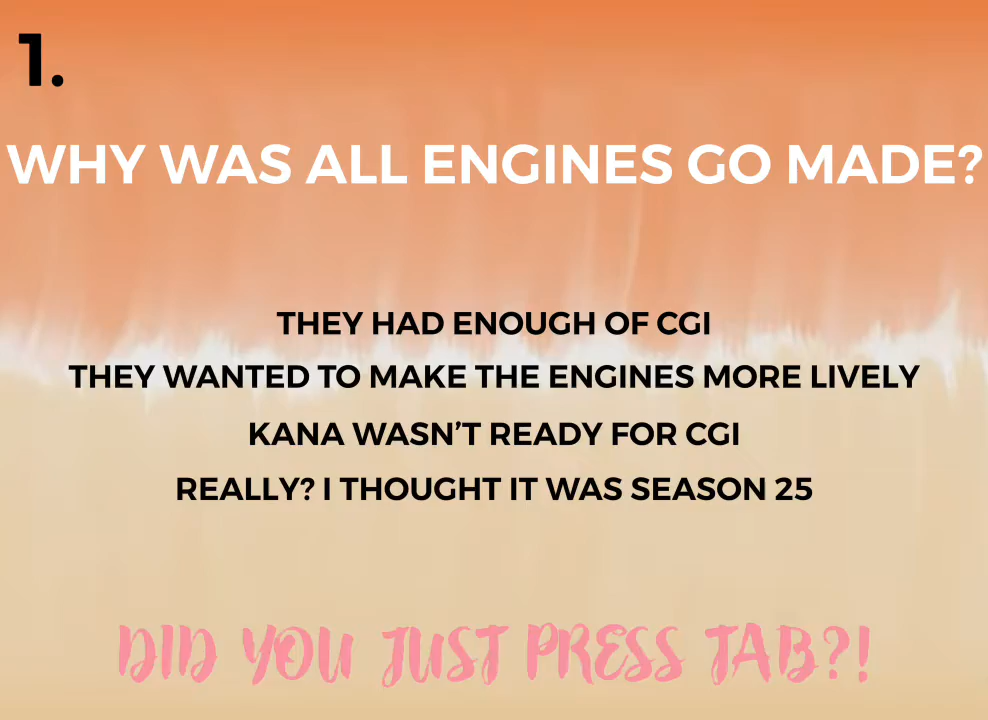 1.
WHY WAS ALL ENGINES GO MADE?
THEY HAD ENOUGH OF CGI
THEY WANTED TO MAKE THE ENGINES MORE LIVELY
KANA WASN’T READY FOR CGI
REALLY? I THOUGHT IT WAS SEASON 25
DID YOU JUST PRESS TAB?!